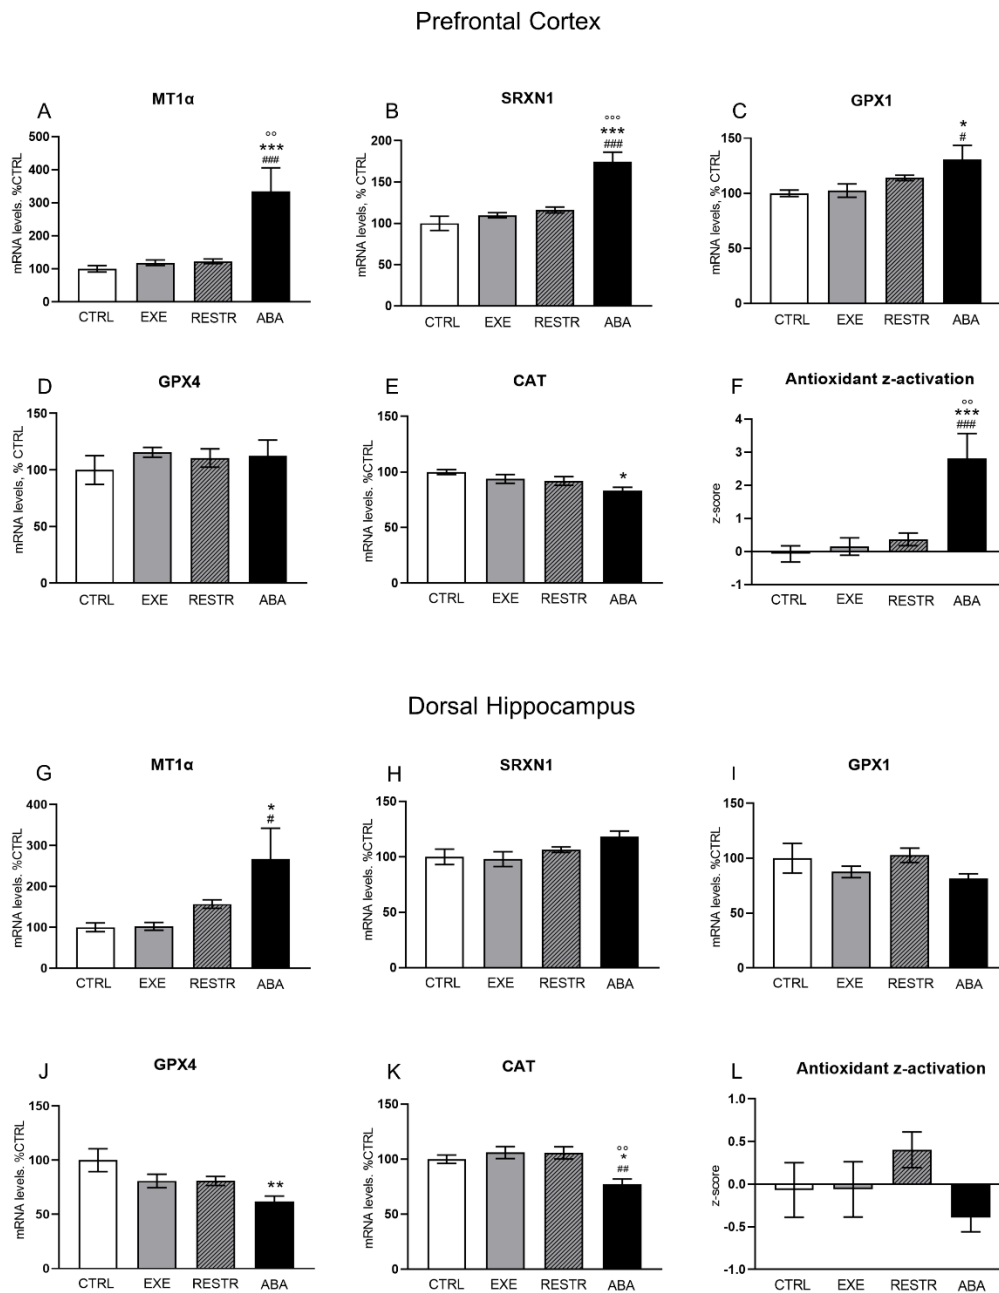 Prefrontal Cortex
A
MT1α
mRNA levels. %CTRL
500
400
300
200
100
0
°°
***
###
CTRL EXE RESTR ABA
B
SRXN1
mRNA levels. % CTRL
200
150
100
50
0
°°°
***
###
CTRL EXE RESTR ABA
C
GPX1
mRNA levels, % CTRL
150
100
50
0
*
#
CTRL EXE RESTR ABA
D
GPX4
mRNA levels, % CTRL
150
100
50
0
CTRL EXE RESTR ABA
E
CAT
mRNA levels. %CTRL
150
100
50
0
*
CTRL EXE RESTR ABA
F
Antioxidant z-activation
z-score
4
3
2
1
0
-1
°°
***
###
CTRL EXE RESTR ABA
Dorsal Hippocampus
G
MT1α
mRNA levels. %CTRL
400
300
200
100
0
*
#
CTRL EXE RESTR ABA
H
SRXN1
mRNA levels. %CTRL
150
100
50
0
CTRL EXE RESTR ABA
I
GPX1
mRNA levels. %CTRL
150
100
50
0
CTRL EXE RESTR ABA
J
GPX4
mRNA levels. %CTRL
150
100
50
0
**
CTRL EXE RESTR ABA
K
CAT
mRNA levels. %CTRL
150
100
50
0
°°
*
##
CTRL EXE RESTR ABA
L
Antioxidant z-activation
z-score
1.0
0.5
0.0
-0.5
-1.0
CTRL EXE RESTR ABA